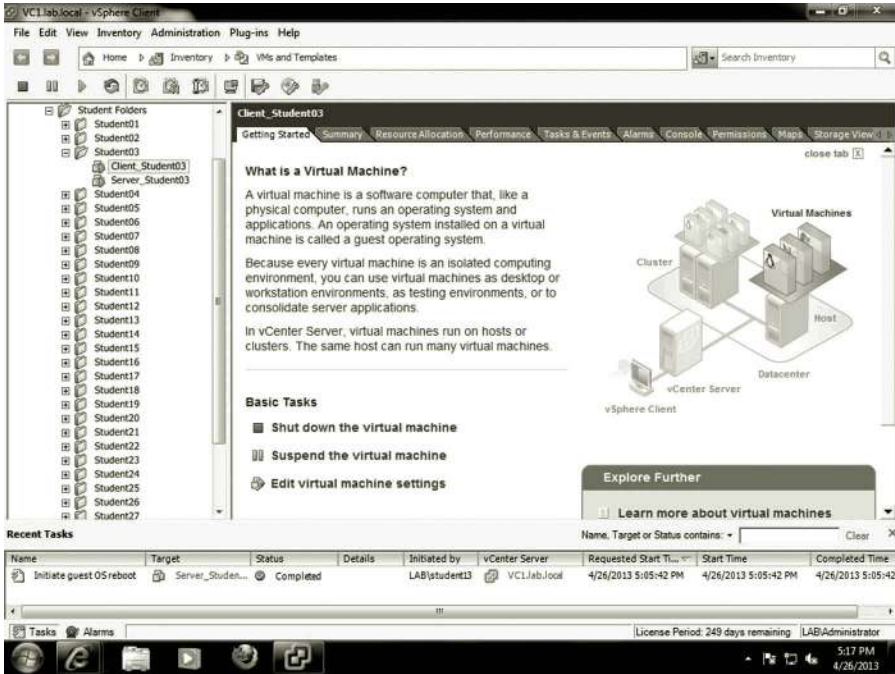 VC1.lab.local - vSphere Client
File Edit View Inventory Administration Plug-ins Help
Home Inventory VMs and Templates
Search Inventory
Student Folders
Student01
Student02
Student03
Client_Student03
Server_Student03
Student04
Student05
Student06
Student07
Student08
Student09
Student10
Student11
Student12
Student13
Student14
Student15
Student16
Student17
Student18
Student19
Student20
Student21
Student22
Student23
Student24
Student25
Student26
Student27
Client_Student03
Getting Started Summary Resource Allocation Performance Tasks & Events Alarms Console Permissions Maps Storage View
close tab X
What is a Virtual Machine?
A virtual machine is a software computer that, like a
physical computer, runs an operating system and
applications. An operating system installed on a virtual
machine is called a guest operating system.
Because every virtual machine is an isolated computing
environment, you can use virtual machines as desktop or
workstation environments, as testing environments, or to
consolidate server applications.
In vCenter Server, virtual machines run on hosts or
clusters. The same host can run many virtual machines.
Virtual Machines
Cluster
Host
Datacenter
vCenter Server
vSphere Client
Basic Tasks
Shut down the virtual machine
Suspend the virtual machine
Edit virtual machine settings
Explore Further
Learn more about virtual machines
Recent Tasks
Name, Target or Status contains:
Clear X
Name Target Status Details Initiated by vCenter Server Requested Start Ti... Start Time Completed Time
Initiate guest OS reboot Server_Studen... Completed LAB\student13 VC1.lab.local 4/26/2013 5:05:42 PM 4/26/2013 5:05:42 PM 4/26/2013 5:05:42
Tasks Alarms
License Period: 249 days remaining LAB\Administrator
5:17 PM
4/26/2013